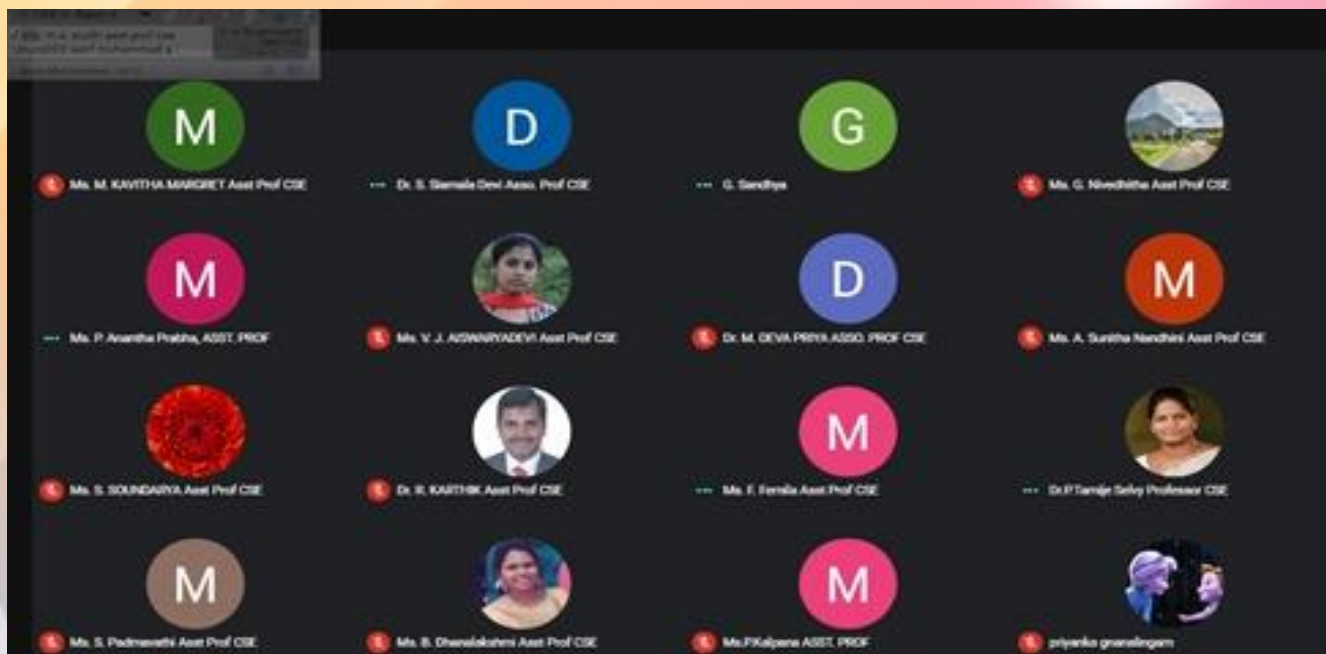 M
D
G
Ms. M. KAVITHA MARGRET Asst Prof CSE
Dr. S. Siamala Devi Asso. Prof CSE
G. Sandhya
Ms. G. Nivedhitha Asst Prof CSE
M
D
M
Ms. P. Anantha Prabha, ASST. PROF
Ms. V. J. AISWARYADEVI Asst Prof CSE
Dr. M. DEVA PRIYA ASSO. PROF CSE
Ms. A. Sunitha Nandhini Asst Prof CSE
M
Ms. S. SOUNDARYA Asst Prof CSE
Dr. R. KARTHIK Asst Prof CSE
Ms. F. Fermila Asst Prof CSE
Dr.P.Tamije Selvy Professor CSE
M
M
Ms. S. Padmavathi Asst Prof CSE
Ms. B. Dhanalakshmi Asst Prof CSE
Ms.P.Kalpana ASST. PROF
priyanka gnanalingam